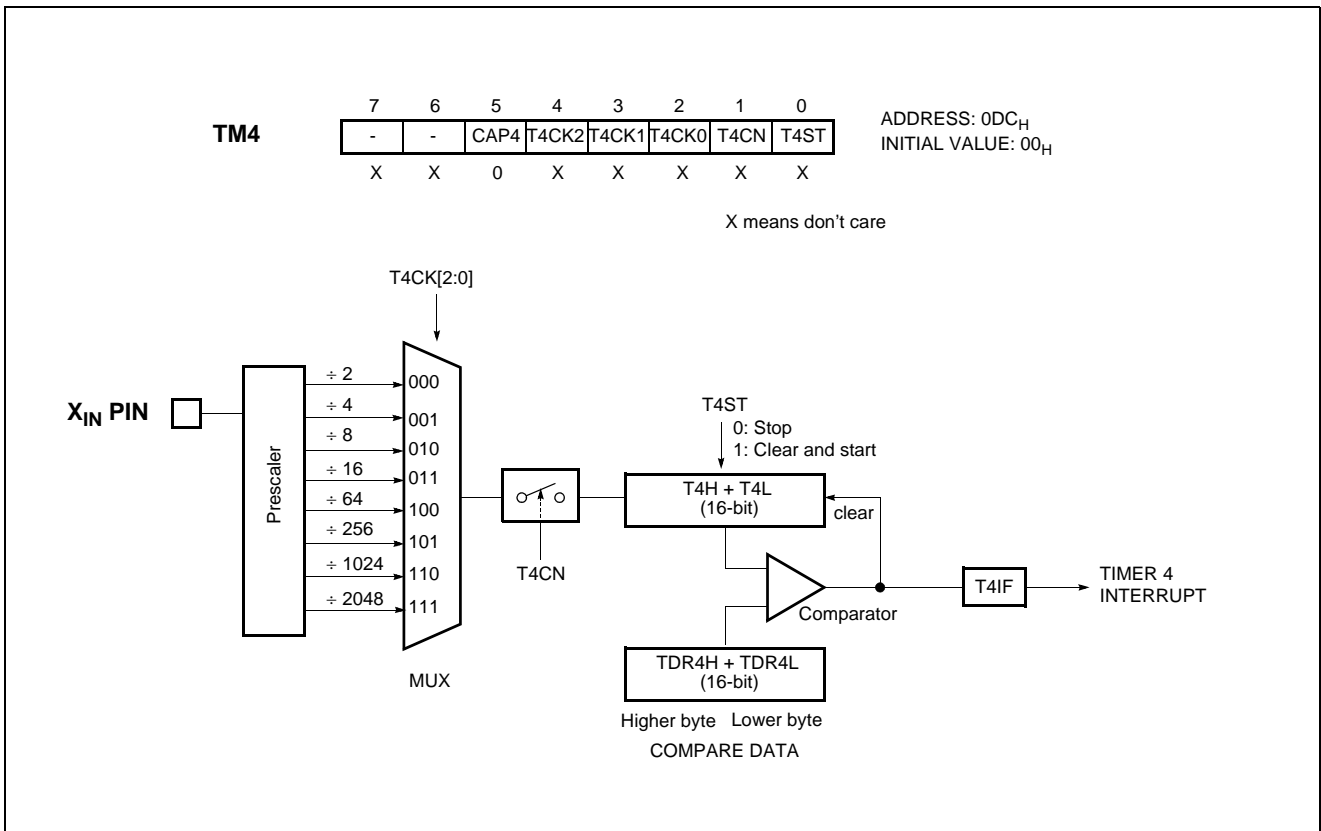 7 6 5 4 3 2 1 0
TM4 - - CAP4 T4CK2 T4CK1 T4CK0 T4CN T4ST
X X 0 X X X X X
ADDRESS: 0DCH
INITIAL VALUE: 00H
X means don't care
T4CK[2:0]
XIN PIN
Prescaler
÷ 2
÷ 4
÷ 8
÷ 16
÷ 64
÷ 256
÷ 1024
÷ 2048
000
001
010
011
100
101
110
111
MUX
T4CN
T4ST
0: Stop
1: Clear and start
T4H + T4L
(16-bit)
clear
Comparator
T4IF
TIMER 4
INTERRUPT
TDR4H + TDR4L
(16-bit)
Higher byte Lower byte
COMPARE DATA